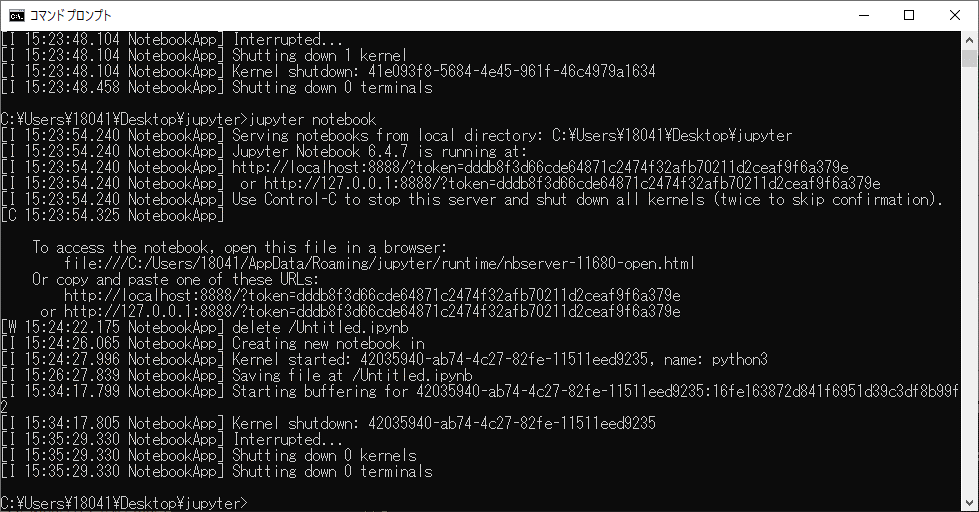 コマンド プロンプト
[I 15:23:48.104 NotebookApp] Interrupted...
[I 15:23:48.104 NotebookApp] Shutting down 1 kernel
[I 15:23:48.104 NotebookApp] Kernel shutdown: 41e093f8-5684-4e45-961f-46c4979a1634
[I 15:23:48.458 NotebookApp] Shutting down 0 terminals
C:¥Users¥18041¥Desktop¥jupyter>jupyter notebook
[I 15:23:54.240 NotebookApp] Serving notebooks from local directory: C:¥Users¥18041¥Desktop¥jupyter
[I 15:23:54.240 NotebookApp] Jupyter Notebook 6.4.7 is running at:
[I 15:23:54.240 NotebookApp] http://localhost:8888/?token=dddb8f3d66cde64871c2474f32afb70211d2ceaf9f6a379e
[I 15:23:54.240 NotebookApp]  or http://127.0.0.1:8888/?token=dddb8f3d66cde64871c2474f32afb70211d2ceaf9f6a379e
[I 15:23:54.240 NotebookApp] Use Control-C to stop this server and shut down all kernels (twice to skip confirmation).
[C 15:23:54.325 NotebookApp]
To access the notebook, open this file in a browser:
file:///C:/Users/18041/AppData/Roaming/jupyter/runtime/nbserver-11680-open.html
Or copy and paste one of these URLs:
http://localhost:8888/?token=dddb8f3d66cde64871c2474f32afb70211d2ceaf9f6a379e
or http://127.0.0.1:8888/?token=dddb8f3d66cde64871c2474f32afb70211d2ceaf9f6a379e
[W 15:24:22.175 NotebookApp] delete /Untitled.ipynb
[I 15:24:26.065 NotebookApp] Creating new notebook in
[I 15:24:27.996 NotebookApp] Kernel started: 42035940-ab74-4c27-82fe-11511eed9235, name: python3
[I 15:26:27.839 NotebookApp] Saving file at /Untitled.ipynb
[I 15:34:17.799 NotebookApp] Starting buffering for 42035940-ab74-4c27-82fe-11511eed9235:16fe163872d841f6951d39c3df8b99f
2
[I 15:34:17.805 NotebookApp] Kernel shutdown: 42035940-ab74-4c27-82fe-11511eed9235
[I 15:35:29.330 NotebookApp] Interrupted...
[I 15:35:29.330 NotebookApp] Shutting down 0 kernels
[I 15:35:29.330 NotebookApp] Shutting down 0 terminals
C:¥Users¥18041¥Desktop¥jupyter>